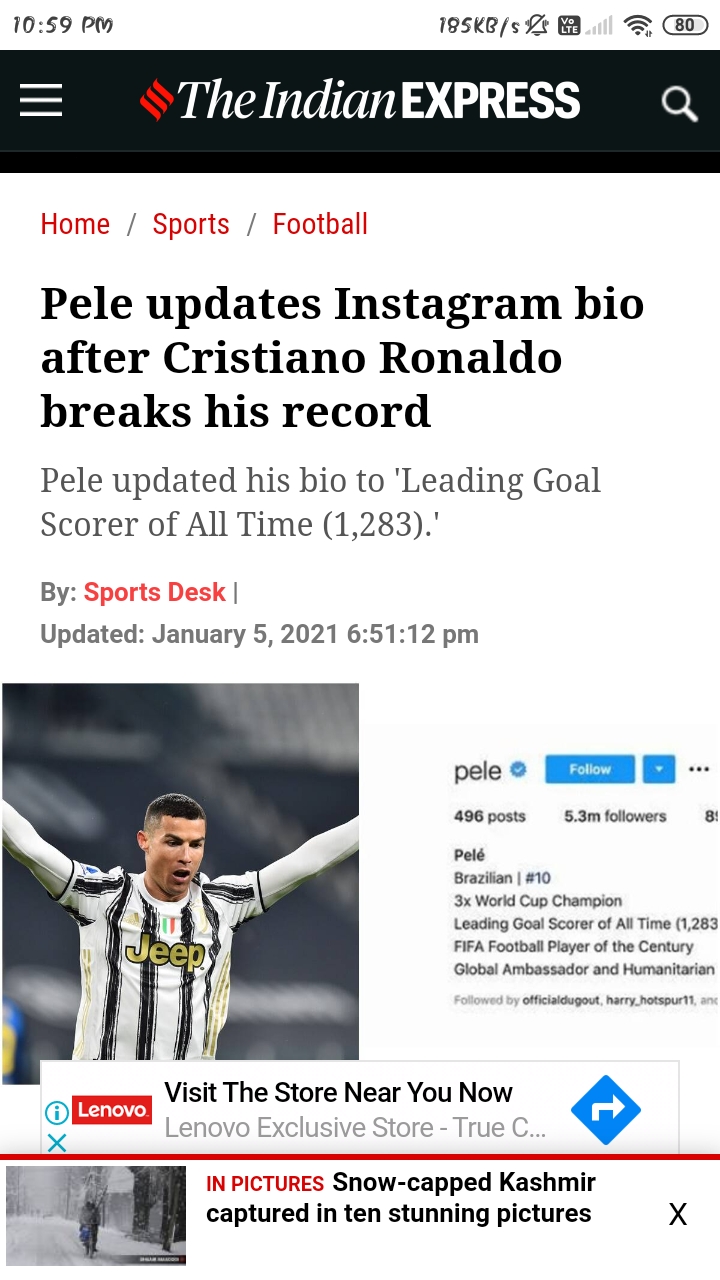 10:59 PM 185KB/s Vo LTE 80
The Indian EXPRESS
Home / Sports / Football
Pele updates Instagram bio
after Cristiano Ronaldo
breaks his record
Pele updated his bio to 'Leading Goal
Scorer of All Time (1,283).'
By: Sports Desk |
Updated: January 5, 2021 6:51:12 pm
Jeep
pele Follow ...
496 posts 5.3m followers
Pelé
Brazilian | #10
3x World Cup Champion
Leading Goal Scorer of All Time (1,283
FIFA Football Player of the Century
Global Ambassador and Humanitarian
Followed by officialdugout, harry_hotspur11, and
Lenovo
Visit The Store Near You Now
Lenovo Exclusive Store - True C...
IN PICTURES Snow-capped Kashmir
captured in ten stunning pictures
X